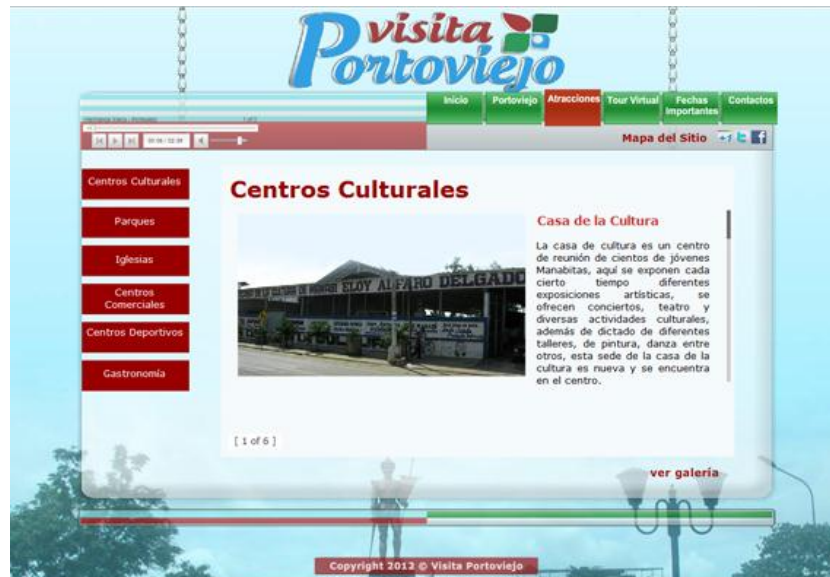 visita
Portoviejo
Inicio
Portoviejo
Atracciones
Tour Virtual
Fechas
Importantes
Contactos
1 of 3
Mapa del Sitio
Centros Culturales
Parques
Iglesias
Centros
Comerciales
Centros Deportivos
Gastronomía
Centros Culturales
ELOY ALFARO DELGADO
Casa de la Cultura
La casa de cultura es un centro
de reunión de cientos de jóvenes
Manabitas, aquí se exponen cada
cierto tiempo diferentes
exposiciones artísticas, se
ofrecen conciertos, teatro y
diversas actividades culturales,
además de dictado de diferentes
talleres, de pintura, danza entre
otros, esta sede de la casa de la
cultura es nueva y se encuentra
en el centro.
[ 1 of 6 ]
ver galería
Copyright 2012 © Visita Portoviejo